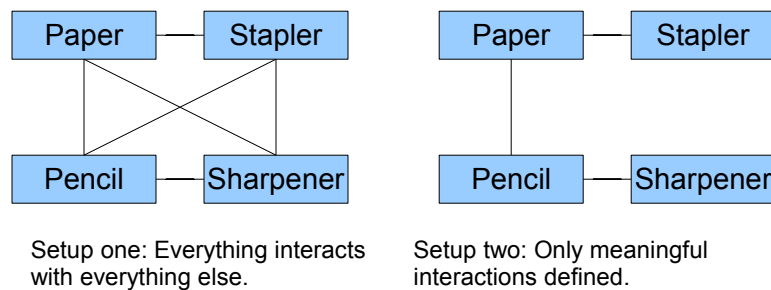 Paper
Stapler
Paper
Stapler
Pencil
Sharpener
Pencil
Sharpener
Setup one: Everything interacts
with everything else.
Setup two: Only meaningful
interactions defined.